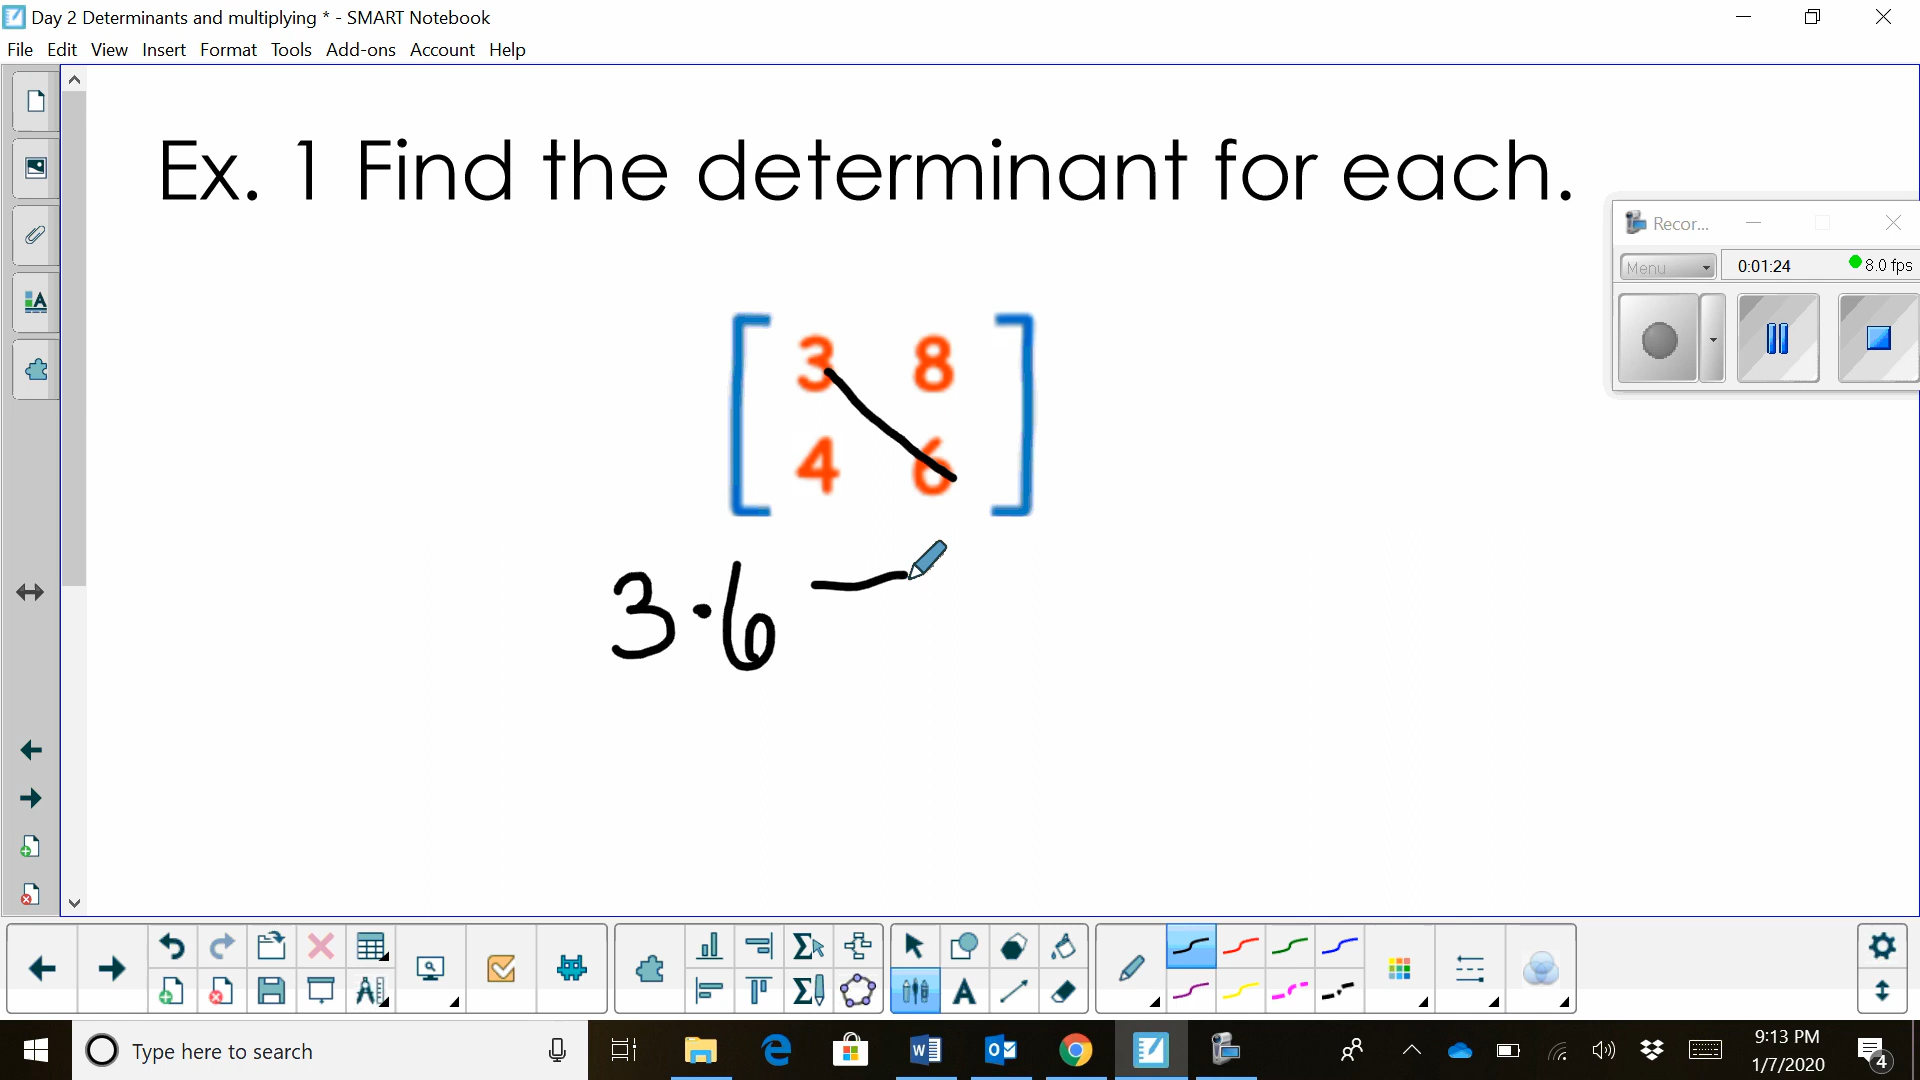 Day 2 Determinants and multiplying * - SMART Notebook
File Edit View Insert Format Tools Add-ons Account Help
Ex. 1 Find the determinant for each.
Recor...
Menu 0:01:24 8.0 fps
3 8
4 6
3·6 —
Type here to search
9:13 PM
1/7/2020
4